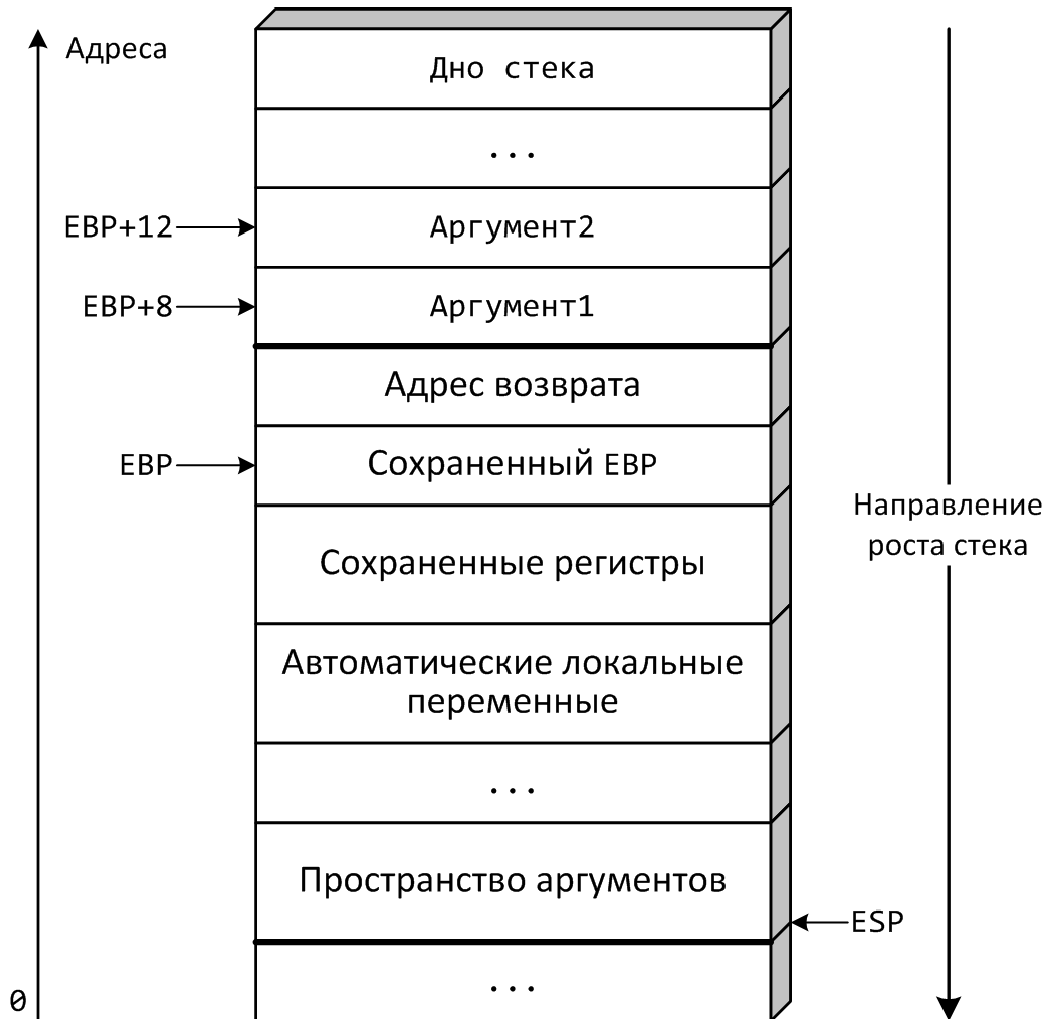 Адреса
Дно стека
...
EBP+12
Аргумент2
EBP+8
Аргумент1
Адрес возврата
EBP
Сохраненный EBP
Направление
роста стека
Сохраненные регистры
Автоматические локальные
переменные
...
Пространство аргументов
ESP
...
0